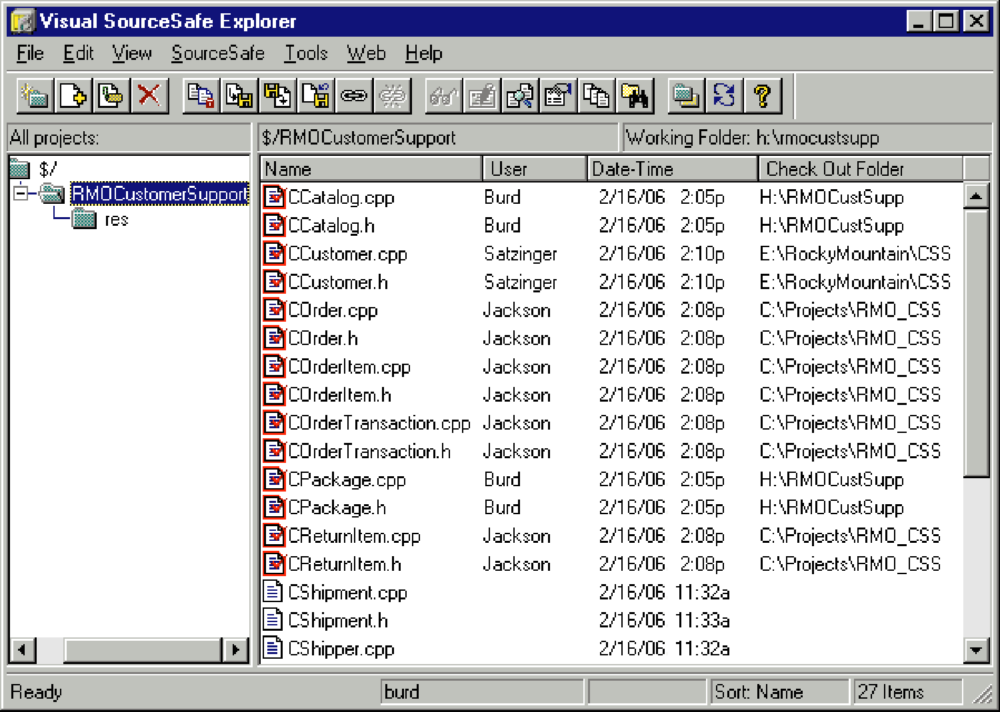 Visual SourceSafe Explorer
File Edit View SourceSafe Tools Web Help
All projects: $/RMOCustomerSupport Working Folder: h:\rmocustsupp
$/
RMOCustomerSupport
res
Name User Date-Time Check Out Folder
CCatalog.cpp Burd 2/16/06 2:05p H:\RMOCustSupp
CCatalog.h Burd 2/16/06 2:05p H:\RMOCustSupp
CCustomer.cpp Satzinger 2/16/06 2:10p E:\RockyMountain\CSS
CCustomer.h Satzinger 2/16/06 2:10p E:\RockyMountain\CSS
COrder.cpp Jackson 2/16/06 2:08p C:\Projects\RMO_CSS
COrder.h Jackson 2/16/06 2:08p C:\Projects\RMO_CSS
COrderItem.cpp Jackson 2/16/06 2:08p C:\Projects\RMO_CSS
COrderItem.h Jackson 2/16/06 2:08p C:\Projects\RMO_CSS
COrderTransaction.cpp Jackson 2/16/06 2:08p C:\Projects\RMO_CSS
COrderTransaction.h Jackson 2/16/06 2:08p C:\Projects\RMO_CSS
CPackage.cpp Burd 2/16/06 2:05p H:\RMOCustSupp
CPackage.h Burd 2/16/06 2:05p H:\RMOCustSupp
CReturnItem.cpp Jackson 2/16/06 2:08p C:\Projects\RMO_CSS
CReturnItem.h Jackson 2/16/06 2:08p C:\Projects\RMO_CSS
CShipment.cpp 2/16/06 11:32a
CShipment.h 2/16/06 11:33a
CShipper.cpp 2/16/06 11:32a
Ready burd Sort: Name 27 Items